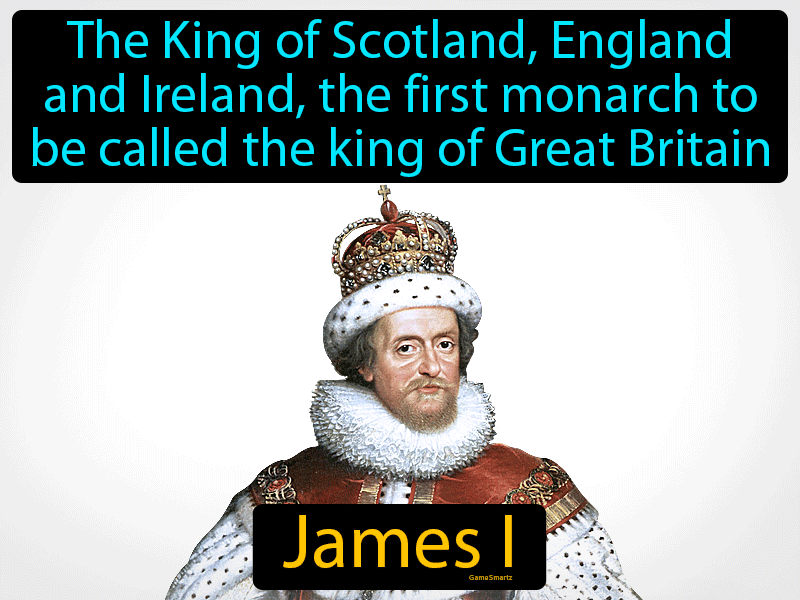 The King of Scotland, England
and Ireland, the first monarch to
be called the king of Great Britain
James I
GameSmartz